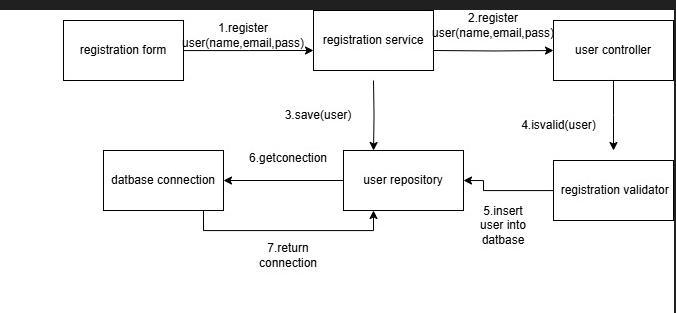 1.register
user(name,email,pass)
2.register
user(name,email,pass)
registration form
registration service
user controller
3.save(user)
4.isvalid(user)
6.getconection
datbase connection
user repository
registration validator
5.insert
user into
datbase
7.return
connection